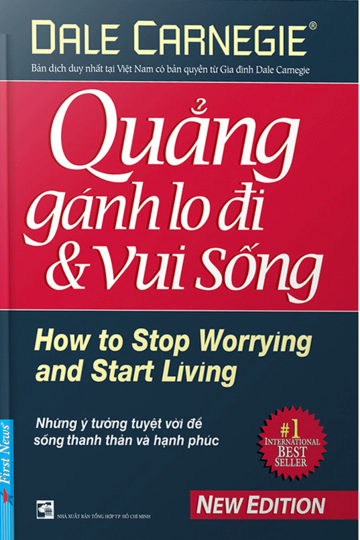 DALE CARNEGIE®
Bản dịch duy nhất tại Việt Nam có bản quyền từ Gia đình Dale Carnegie
Quẳng
gánh lo đi
& vui sống
How to Stop Worrying
and Start Living
Những ý tưởng tuyệt vời để
sống thanh thản và hạnh phúc
#1
INTERNATIONAL
BEST
SELLER
First News
NHÀ XUẤT BẢN TỔNG HỢP TP. HỒ CHÍ MINH
NEW EDITION